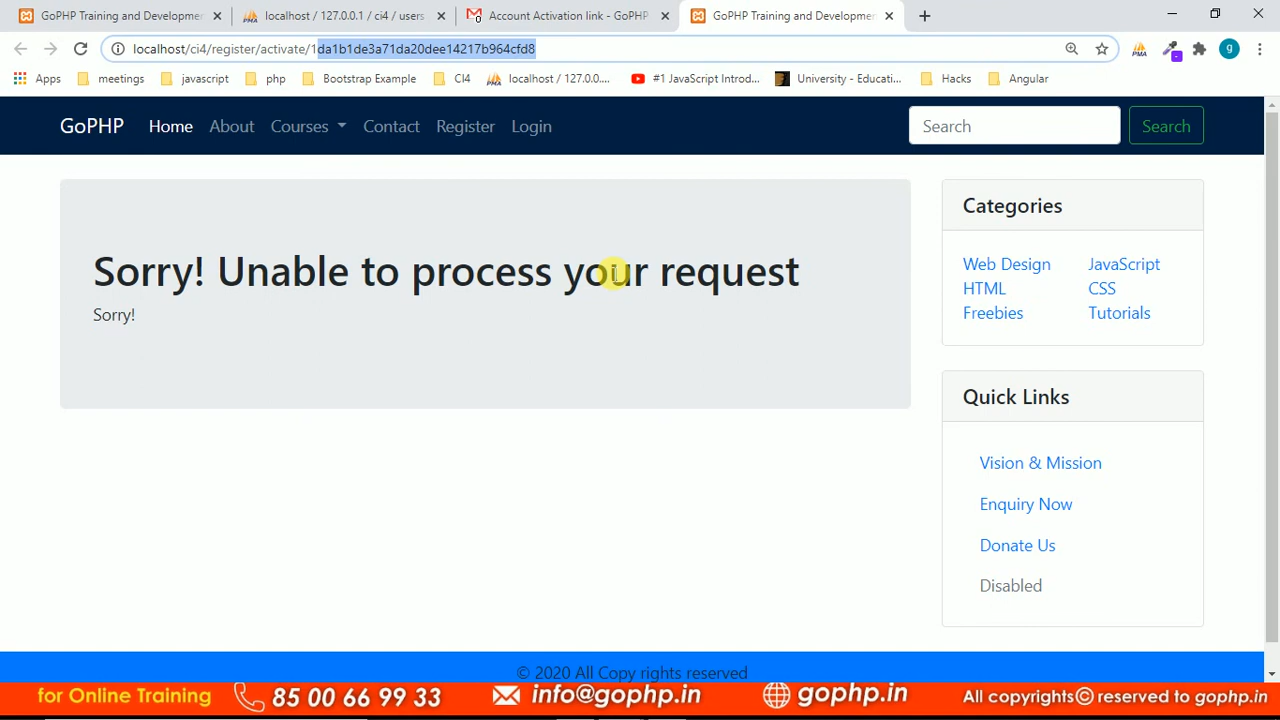 GoPHP Training and Developmen
localhost / 127.0.0.1 / ci4 / users
Account Activation link - GoPHP
GoPHP Training and Developmen
localhost/ci4/register/activate/1da1b1de3a71da20dee14217b964cfd8
g
Apps
meetings
javascript
php
Bootstrap Example
CI4
localhost / 127.0.0....
#1 JavaScript Introd...
University - Educati...
Hacks
Angular
GoPHP
Home
About
Courses
Contact
Register
Login
Search
Search
Sorry! Unable to process your request
Sorry!
Categories
Web Design
JavaScript
HTML
CSS
Freebies
Tutorials
Quick Links
Vision & Mission
Enquiry Now
Donate Us
Disabled
© 2020 All Copy rights reserved
for Online Training
85 00 66 99 33
info@gophp.in
gophp.in
All copyrights© reserved to gophp.in